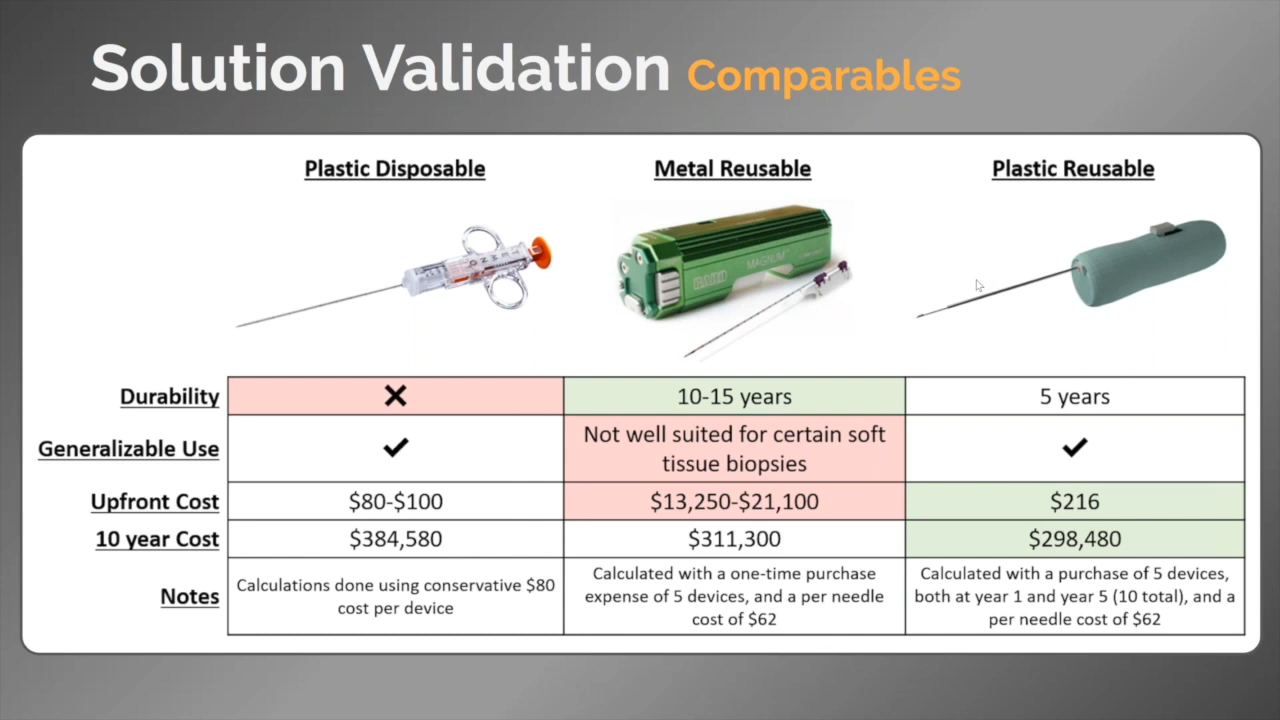 Solution Validation Comparables
Plastic Disposable
Metal Reusable
Plastic Reusable
BARD
MAGNUM
Durability
✕
10-15 years
5 years
Generalizable Use
✓
Not well suited for certain soft
tissue biopsies
✓
Upfront Cost
$80-$100
$13,250-$21,100
$216
10 year Cost
$384,580
$311,300
$298,480
Notes
Calculations done using conservative $80
cost per device
Calculated with a one-time purchase
expense of 5 devices, and a per needle
cost of $62
Calculated with a purchase of 5 devices,
both at year 1 and year 5 (10 total), and a
per needle cost of $62